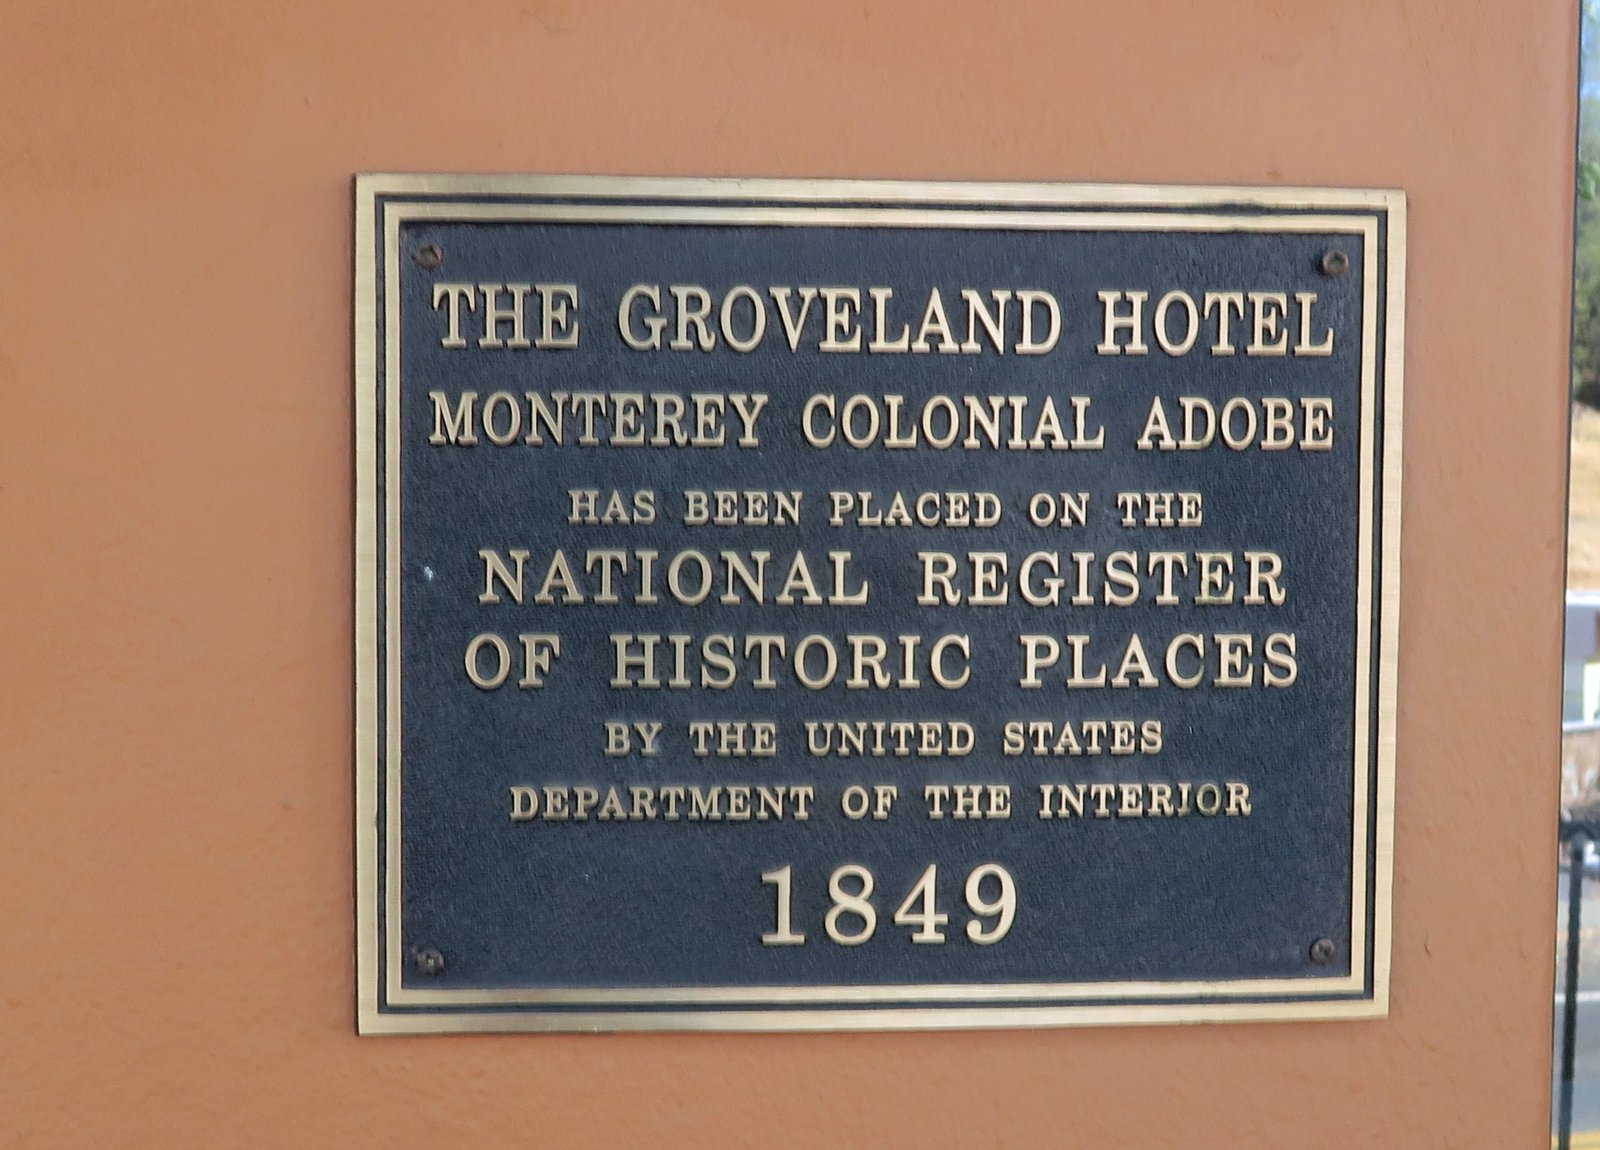 THE GROVELAND HOTEL
MONTEREY COLONIAL ADOBE
HAS BEEN PLACED ON THE
NATIONAL REGISTER
OF HISTORIC PLACES
BY THE UNITED STATES
DEPARTMENT OF THE INTERIOR
1849